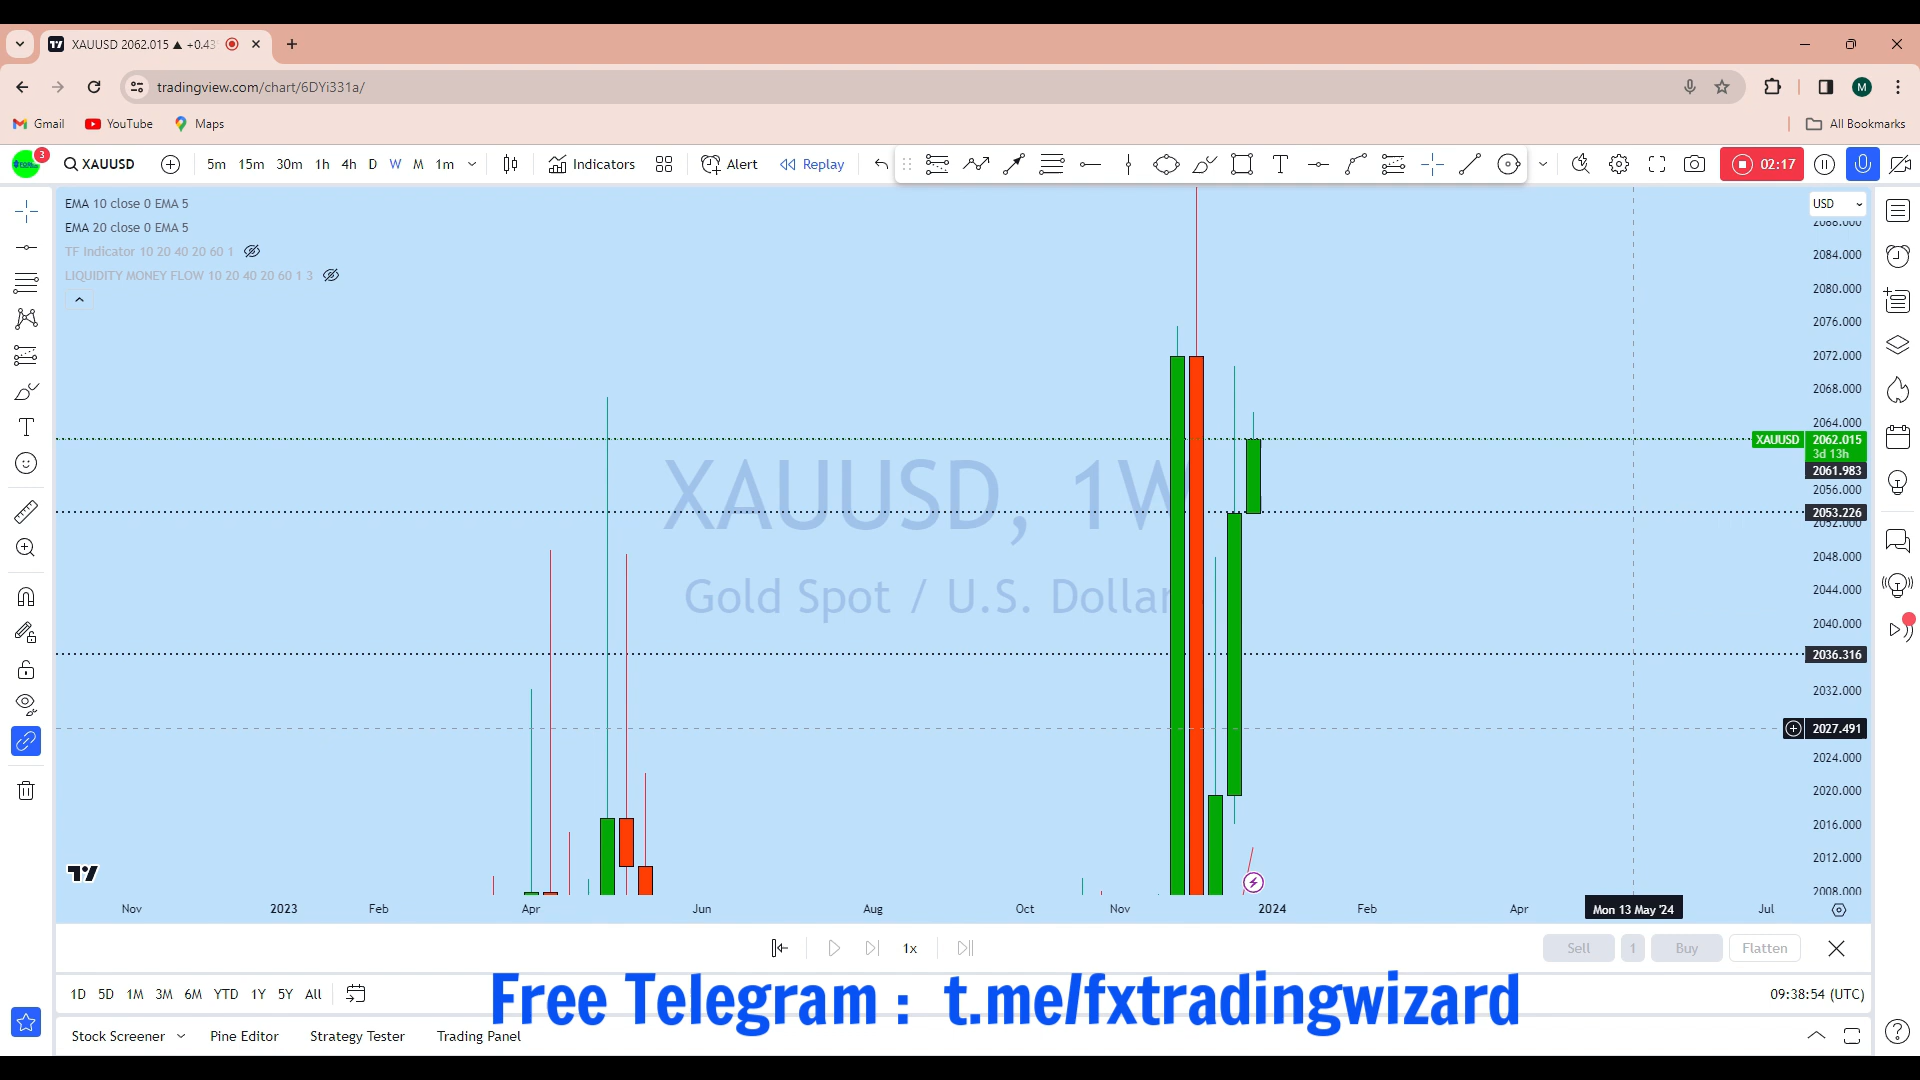 XAUUSD 2062.015 ▲ +0.43
tradingview.com/chart/6DYi331a/
M
Gmail YouTube Maps All Bookmarks
3 XAUUSD 5m 15m 30m 1h 4h D W M 1m Indicators Alert Replay 02:17
EMA 10 close 0 EMA 5
EMA 20 close 0 EMA 5
TF Indicator 10 20 40 20 60 1
LIQUIDITY MONEY FLOW 10 20 40 20 60 1 3
USD
2088.000
2084.000
2080.000
2076.000
2072.000
2068.000
2064.000
XAUUSD 2062.015
3d 13h
2061.983
2056.000
2053.226
2052.000
2048.000
2044.000
2040.000
2036.316
2032.000
2027.491
2024.000
2020.000
2016.000
2012.000
2008.000
XAUUSD, 1W
Gold Spot / U.S. Dollar
Nov 2023 Feb Apr Jun Aug Oct Nov 2024 Feb Apr Mon 13 May '24 Jul
1x Sell 1 Buy Flatten
1D 5D 1M 3M 6M YTD 1Y 5Y All 09:38:54 (UTC)
Free Telegram : t.me/fxtradingwizard
Stock Screener Pine Editor Strategy Tester Trading Panel